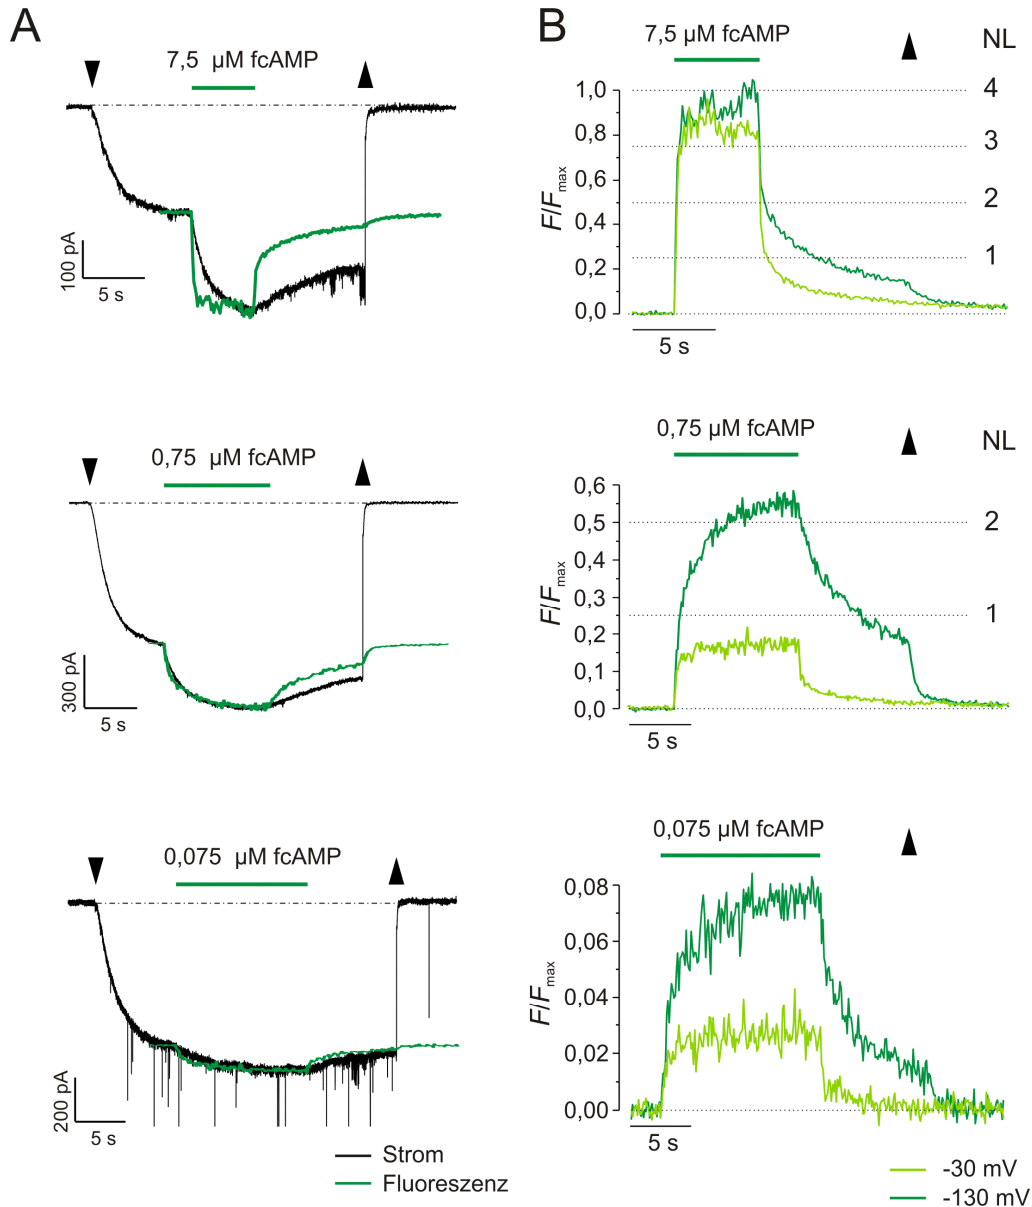 A
7,5 µM fcAMP
100 pA
5 s
0,75 µM fcAMP
300 pA
5 s
0,075 µM fcAMP
200 pA
5 s
Strom
Fluoreszenz
B
7,5 µM fcAMP
NL
1,0
0,8
0,6
0,4
0,2
0,0
F/Fmax
4
3
2
1
5 s
0,75 µM fcAMP
NL
0,6
0,5
0,4
0,3
0,2
0,1
0,0
F/Fmax
2
1
5 s
0,075 µM fcAMP
0,08
0,06
0,04
0,02
0,00
F/Fmax
5 s
-30 mV
-130 mV